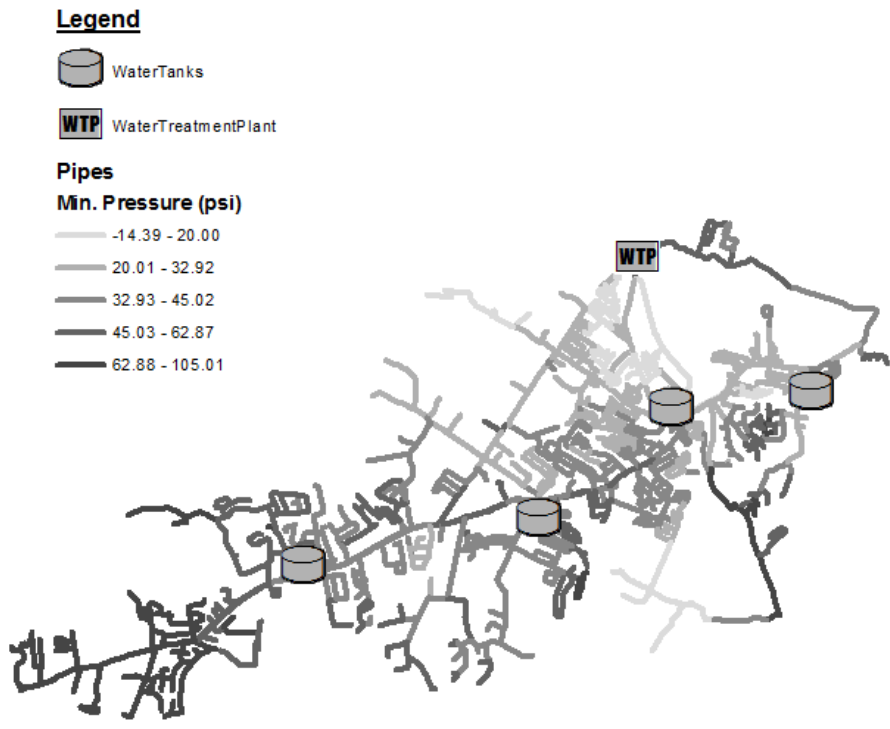 Legend
WaterTanks
WTP WaterTreatmentPlant
Pipes
Min. Pressure (psi)
-14.39 - 20.00
20.01 - 32.92
32.93 - 45.02
45.03 - 62.87
62.88 - 105.01
WTP